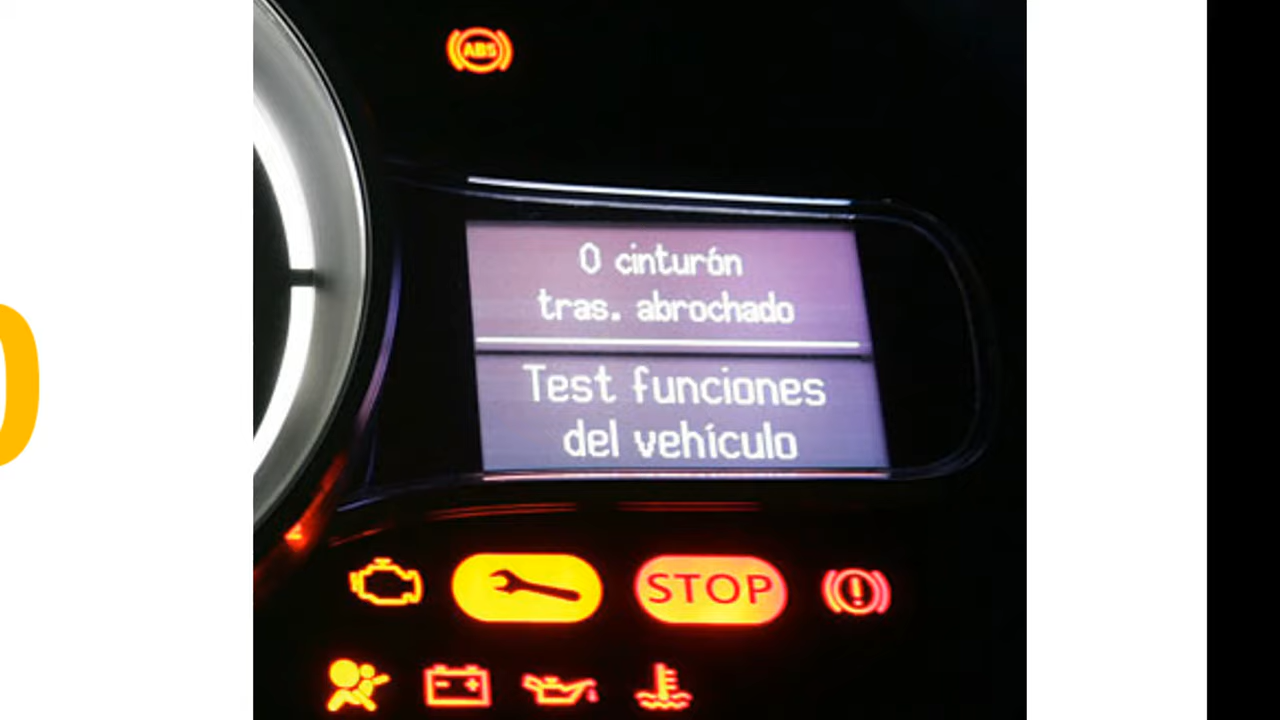 ABS
0 cinturón
tras. abrochado
Test funciones
del vehículo
STOP